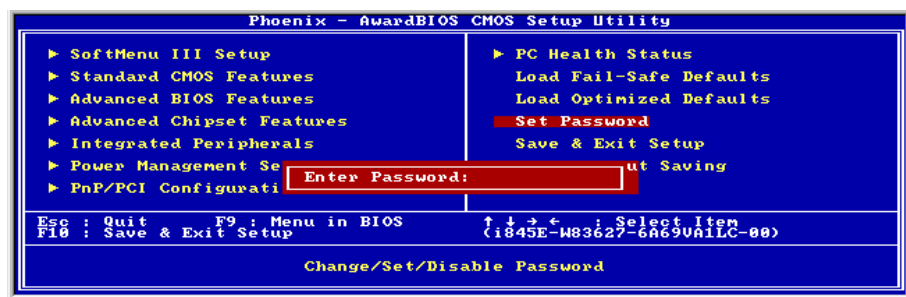 Phoenix - AwardBIOS CMOS Setup Utility
▶ SoftMenu III Setup
▶ Standard CMOS Features
▶ Advanced BIOS Features
▶ Advanced Chipset Features
▶ Integrated Peripherals
▶ Power Management Se
▶ PnP/PCI Configurati
▶ PC Health Status
Load Fail-Safe Defaults
Load Optimized Defaults
Set Password
Save & Exit Setup
ut Saving
Enter Password:
Esc : Quit F9 : Menu in BIOS ↑ ↓ → ← : Select Item
F10 : Save & Exit Setup (i845E-W83627-6A69VA1LC-00)
Change/Set/Disable Password